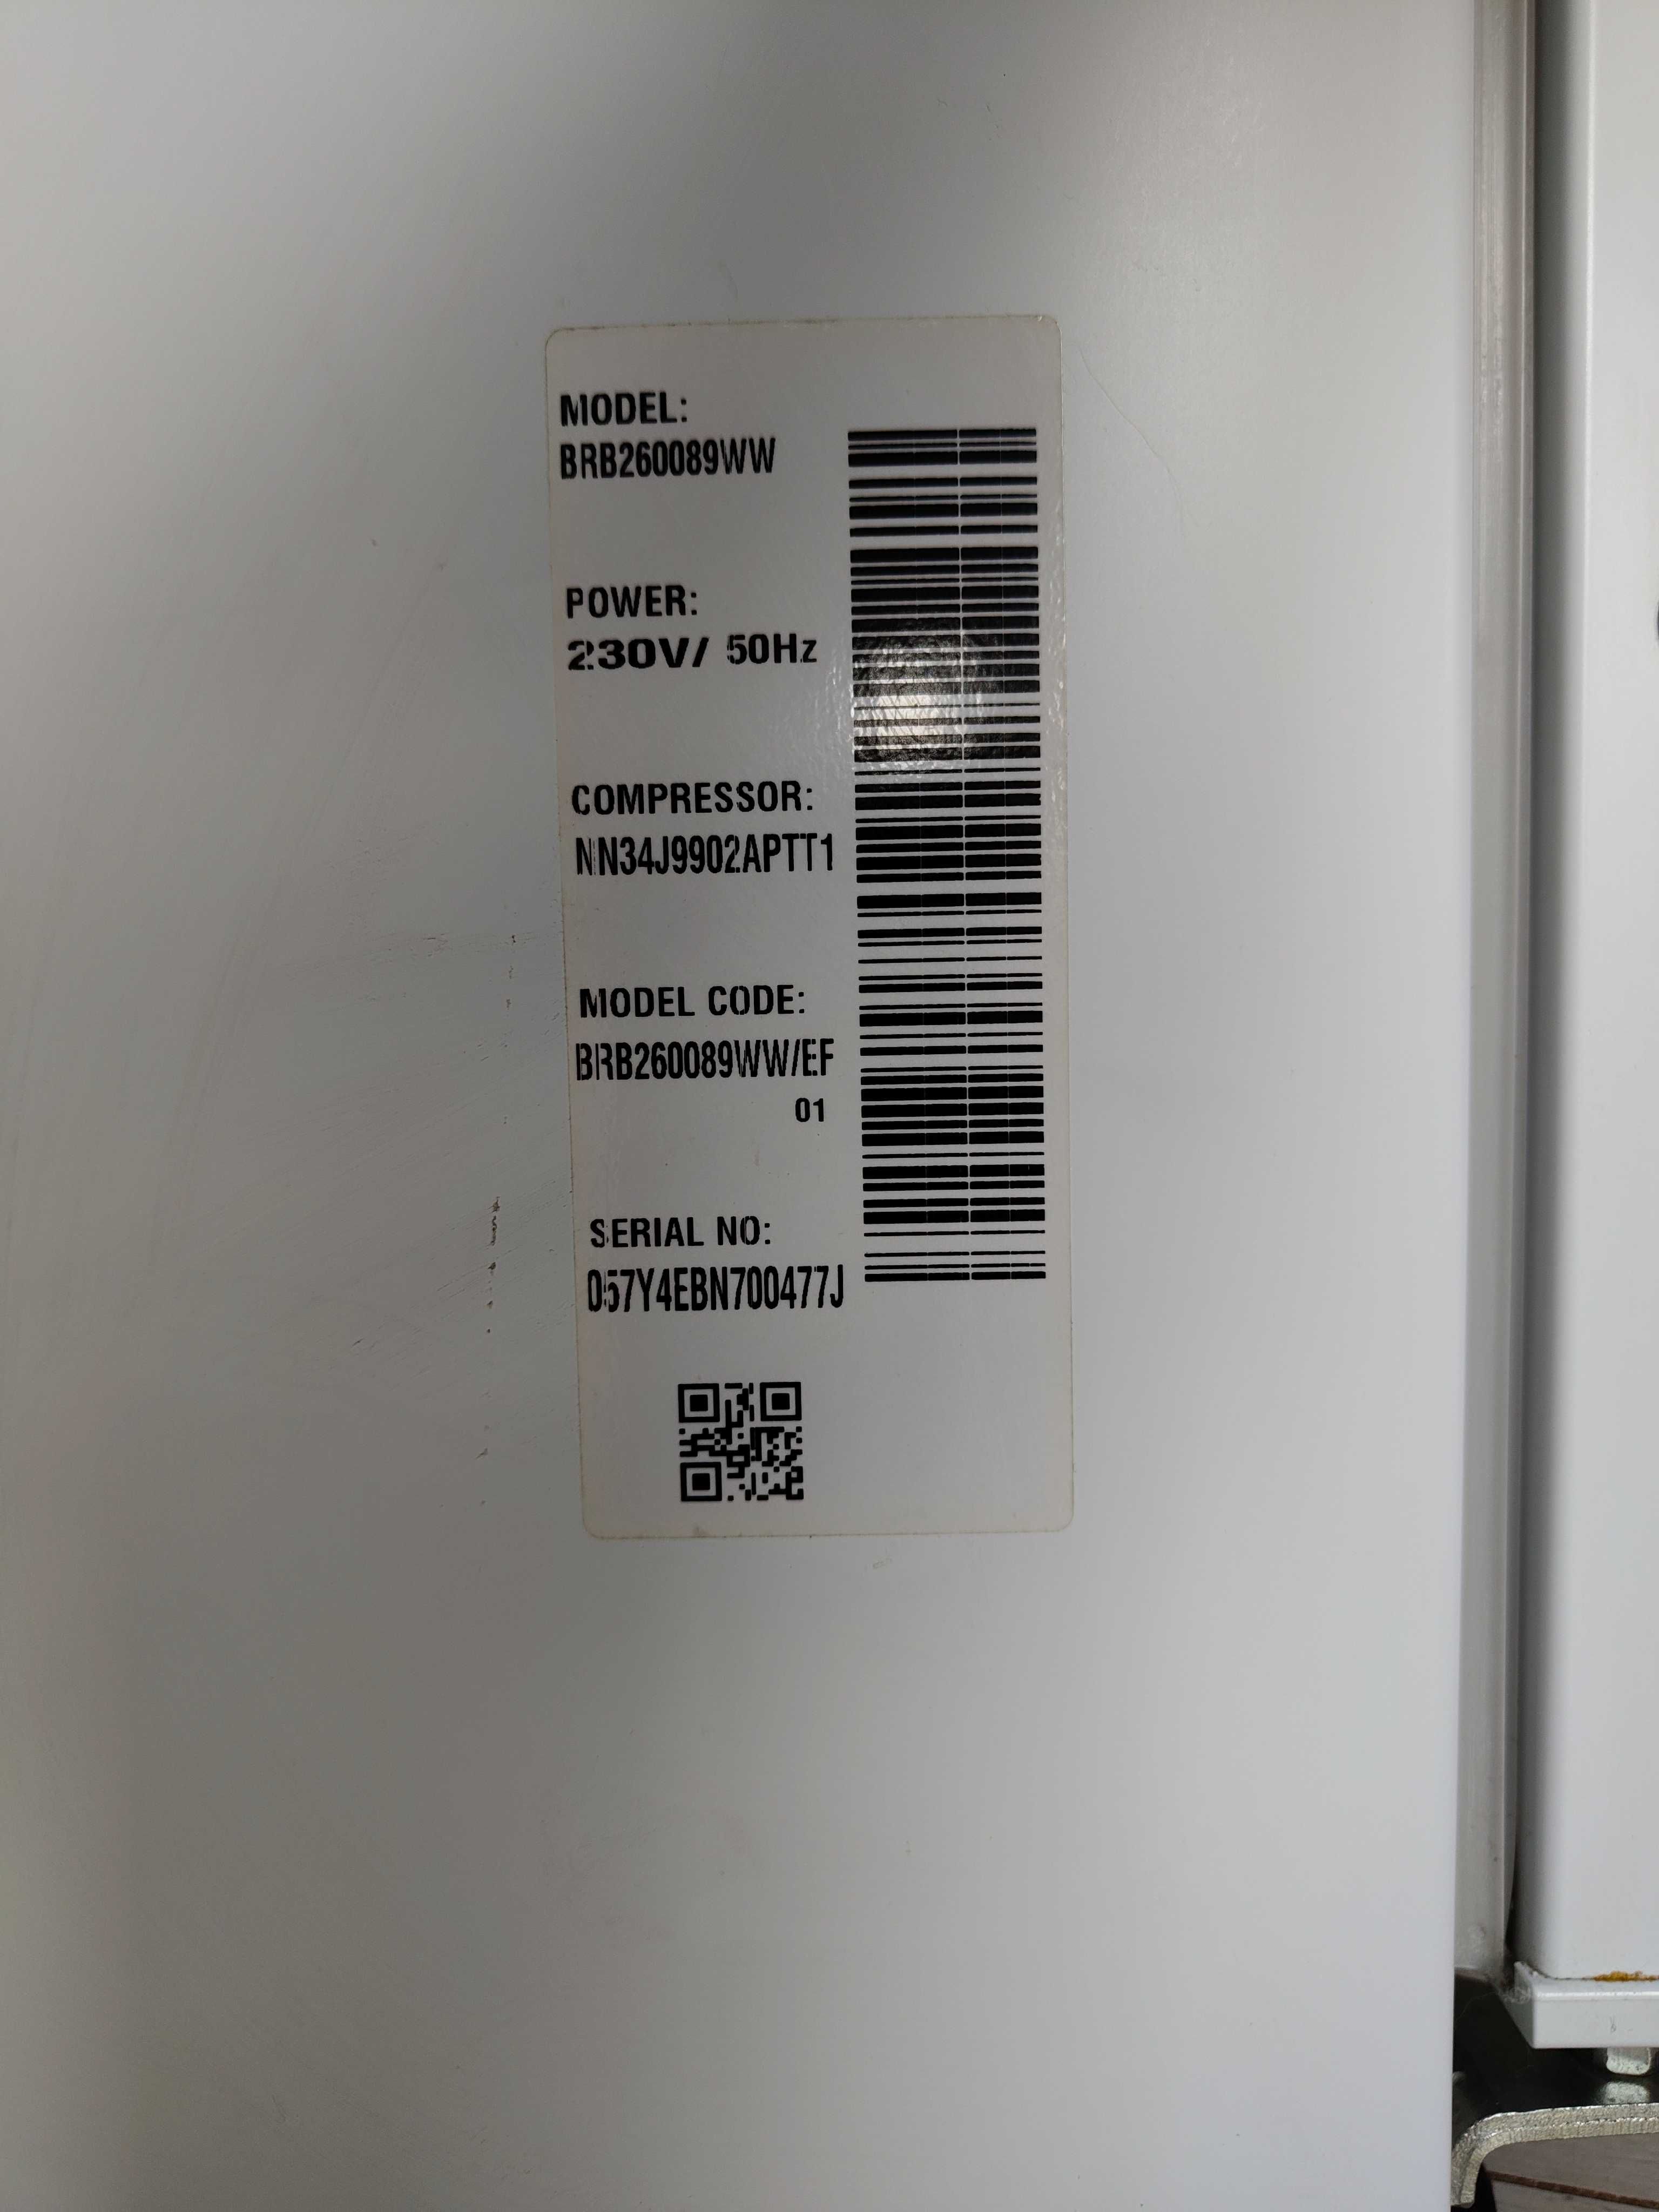 MODEL:
BRB260089WW
POWER:
230V/ 50Hz
COMPRESSOR:
NN34J9902APTT1
MODEL CODE:
BRB260089WW/EF
01
SERIAL NO:
057Y4EBN700477J